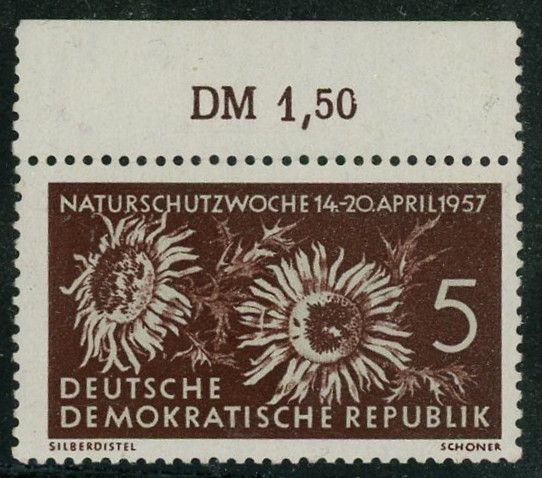 DM 1,50
NATURSCHUTZWOCHE 14.-20.APRIL 1957
5
DEUTSCHE
DEMOKRATISCHE REPUBLIK
SILBERDISTEL SCHONER